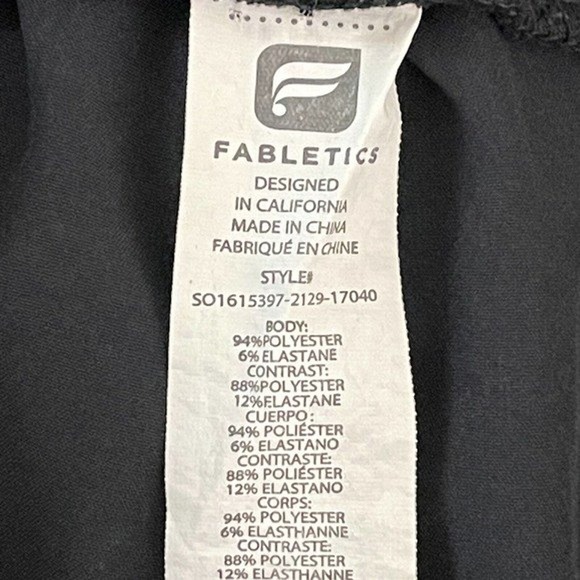 FABLETICS
DESIGNED
IN CALIFORNIA
MADE IN CHINA
FABRIQUÉ EN CHINE
STYLE#
SO1615397-2129-17040
BODY:
94%POLYESTER
6% ELASTANE
CONTRAST:
88%POLYESTER
12%ELASTANE
CUERPO:
94% POLIÉSTER
6% ELASTANO
CONTRASTE:
88% POLIÉSTER
12% ELASTANO
CORPS:
94% POLYESTER
6% ELASTHANNE
CONTRASTE:
88% POLYESTER
12% ELASTHANNE